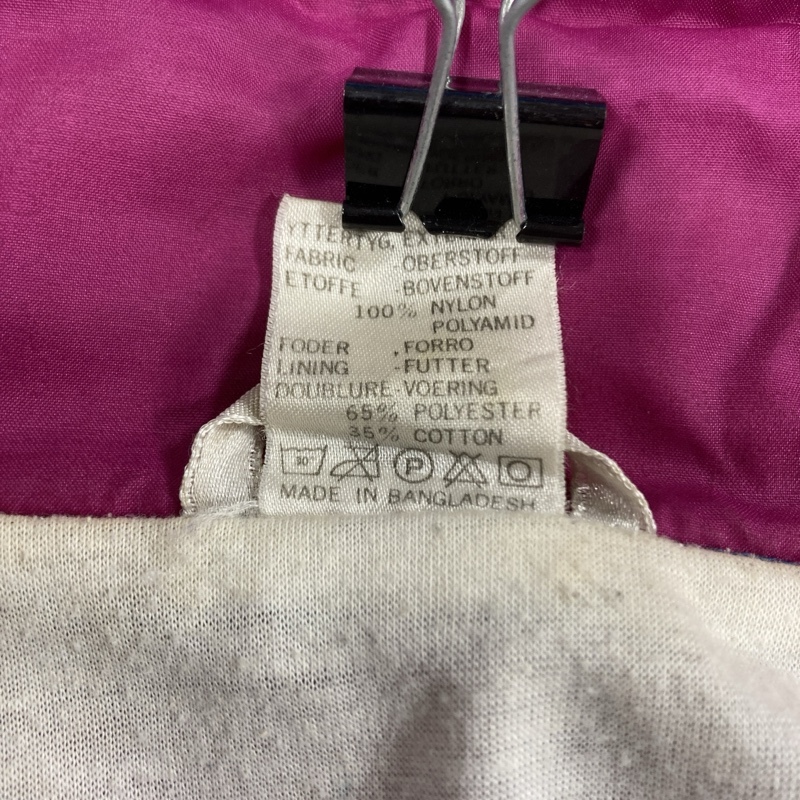 YTTERTYG,
FABRIC -OBERSTOFF
ETOFFE -BOVENSTOFF
100% NYLON
POLYAMID
FODER ,FORRO
LINING -FUTTER
DOUBLURE-VOERING
65% POLYESTER
35% COTTON
30° P
MADE IN BANGLADESH